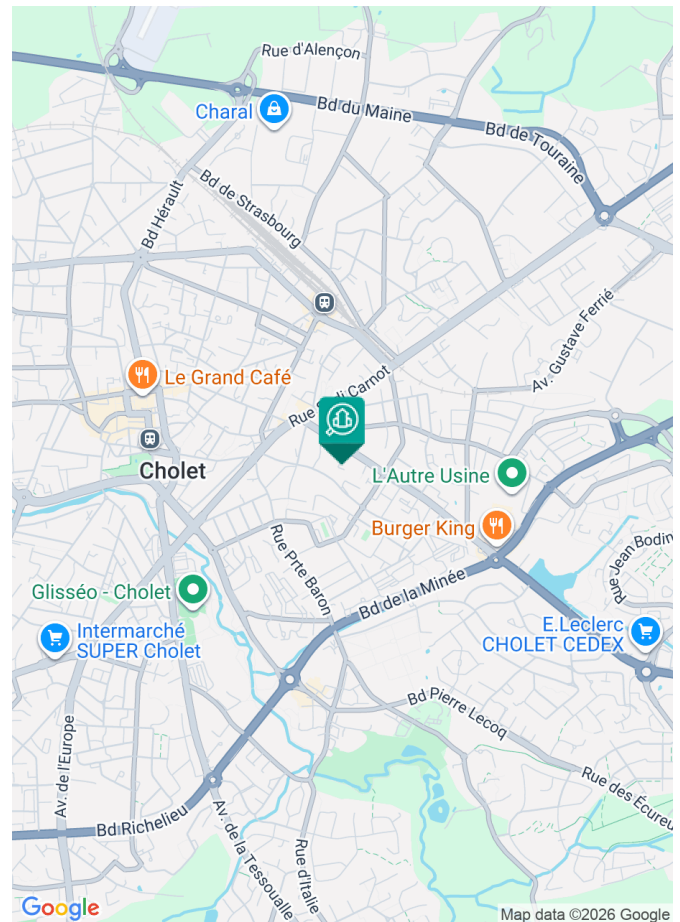 Rue d'Alençon
Charal
Bd du Maine
Bd de Touraine
Bd Hérault
Bd de Strasbourg
Av. Gustave Ferrié
Le Grand Café
Rue Sadi Carnot
Cholet
L'Autre Usine
Burger King
Rue Jean Bodin
Rue Prte Baron
Bd de la Minée
Glisséo - Cholet
Intermarché
SUPER Cholet
E.Leclerc
CHOLET CEDEX
Bd Pierre Lecoq
Av. de l'Europe
Rue des Écureu
Bd Richelieu
Av. de la Tessoualle
Rue d'Italie
Google
Map data ©2026 Google